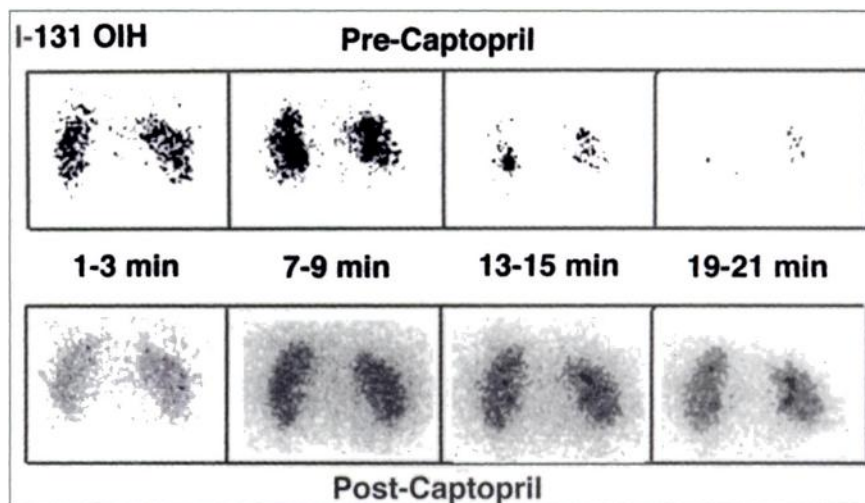 I-131 OIH Pre-Captopril
1-3 min 7-9 min 13-15 min 19-21 min
Post-Captopril